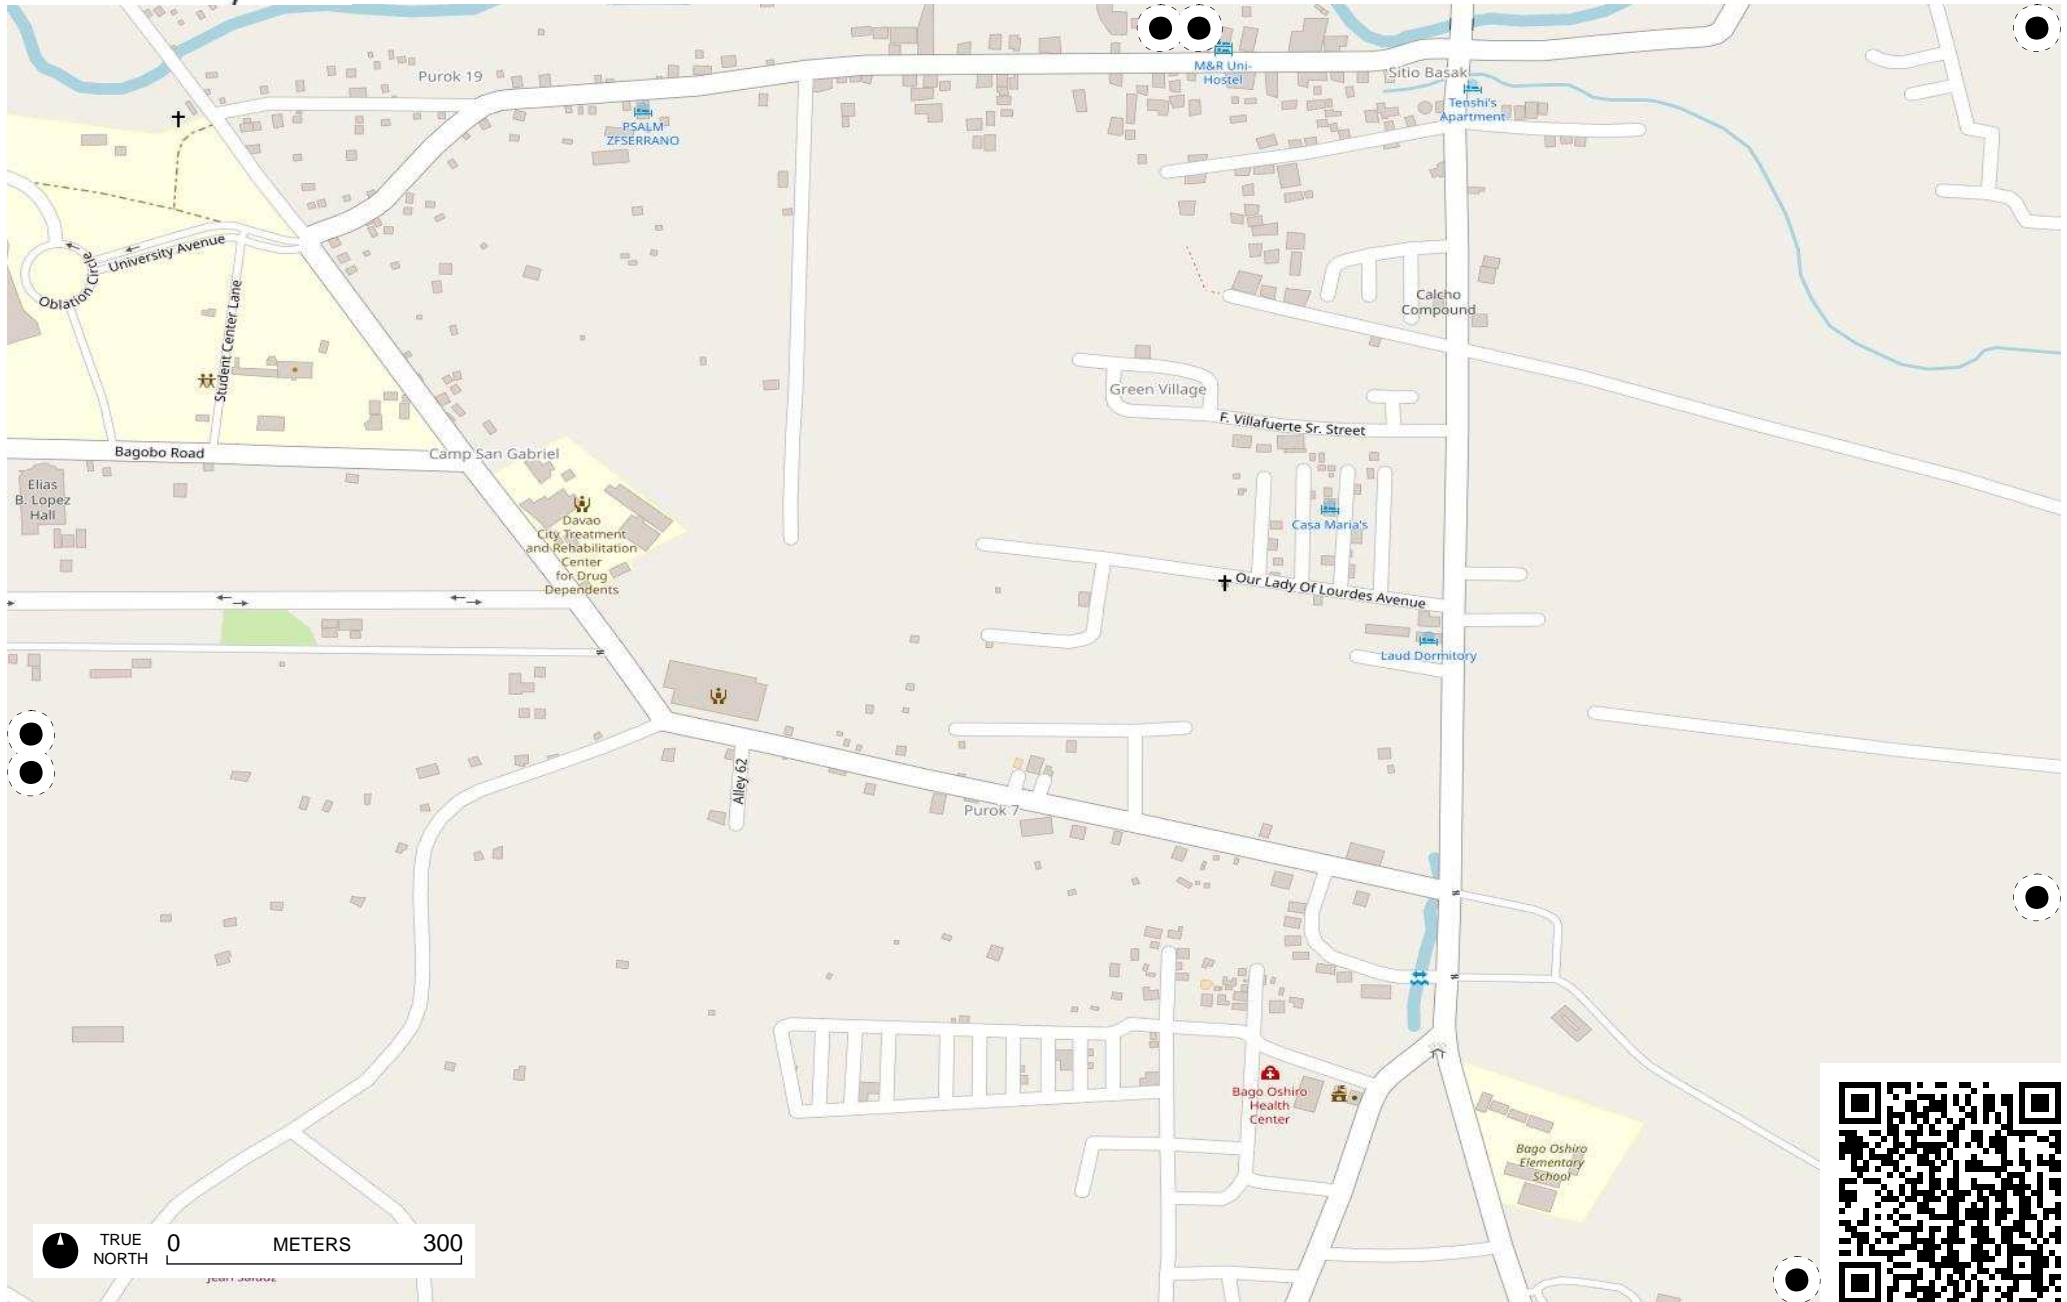 M&R Uni-
Hostel
Purok 19
Sitio Basak
Tenshi's
Apartment
PSALM
ZFSERRANO
University Avenue
Oblation Circle
Student Center Lane
Calcho
Compound
Green Village
F. Villafuerte Sr. Street
Bagobo Road
Camp San Gabriel
Elias
B. Lopez
Hall
Davao
City Treatment
and Rehabilitation
Center
for Drug
Dependents
Casa Maria's
Our Lady Of Lourdes Avenue
Laud Dormitory
Alley 62
Purok 7
Bago Oshiro
Health
Center
Bago Oshiro
Elementary
School
TRUE
NORTH
0 METERS 300